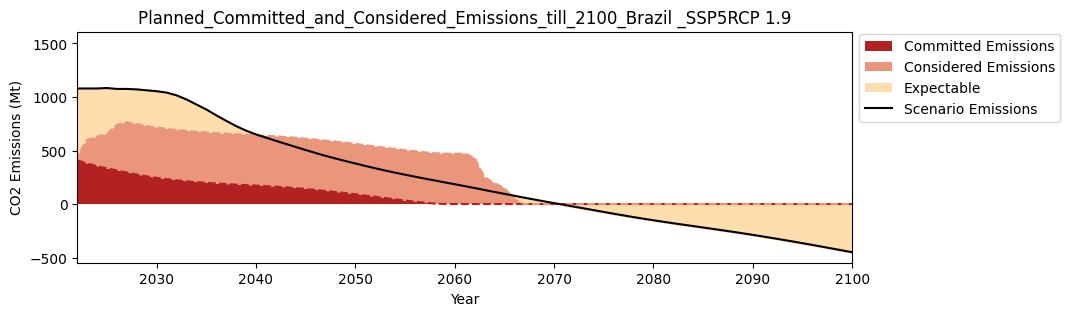 Planned_Committed_and_Considered_Emissions_till_2100_Brazil _SSP5RCP 1.9
1500
1000
500
0
−500
CO2 Emissions (Mt)
2030 2040 2050 2060 2070 2080 2090 2100
Year
Committed Emissions
Considered Emissions
Expectable
Scenario Emissions